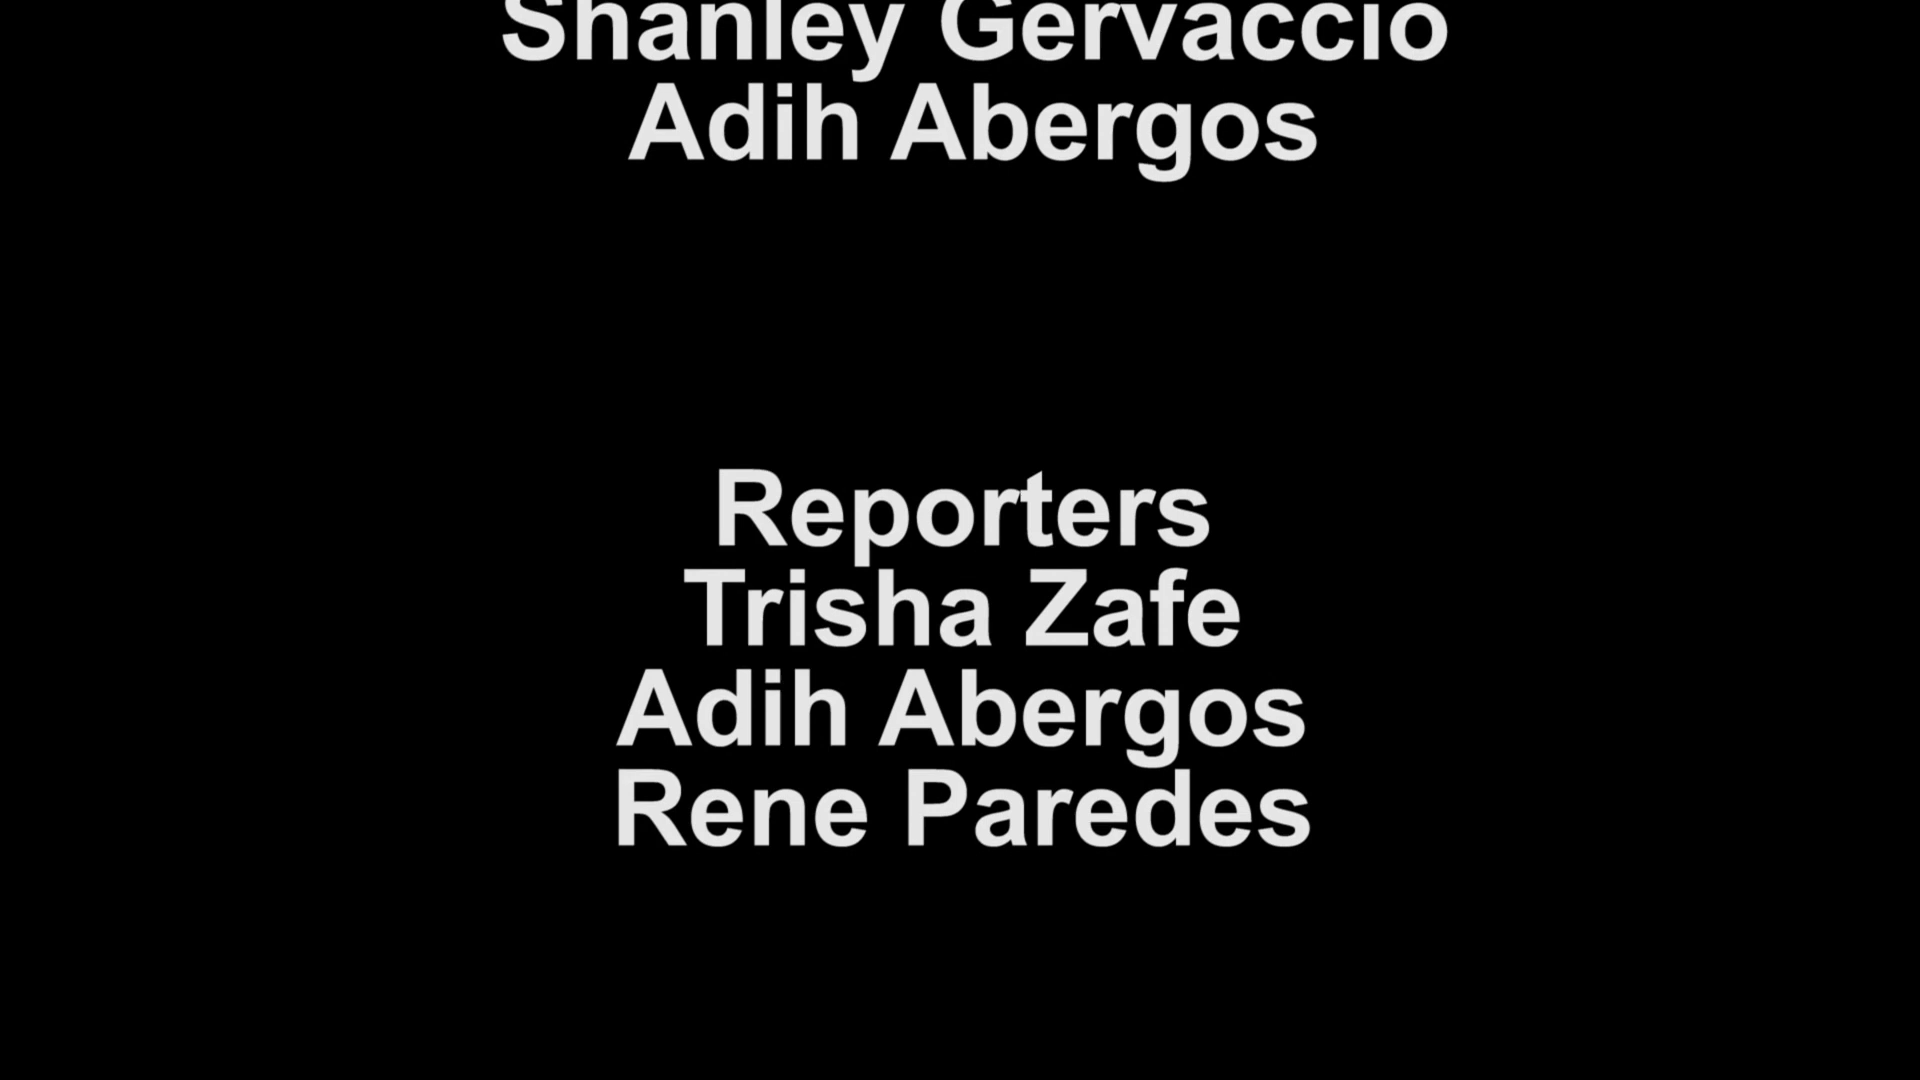 Shanley Gervaccio
Adih Abergos
Reporters
Trisha Zafe
Adih Abergos
Rene Paredes